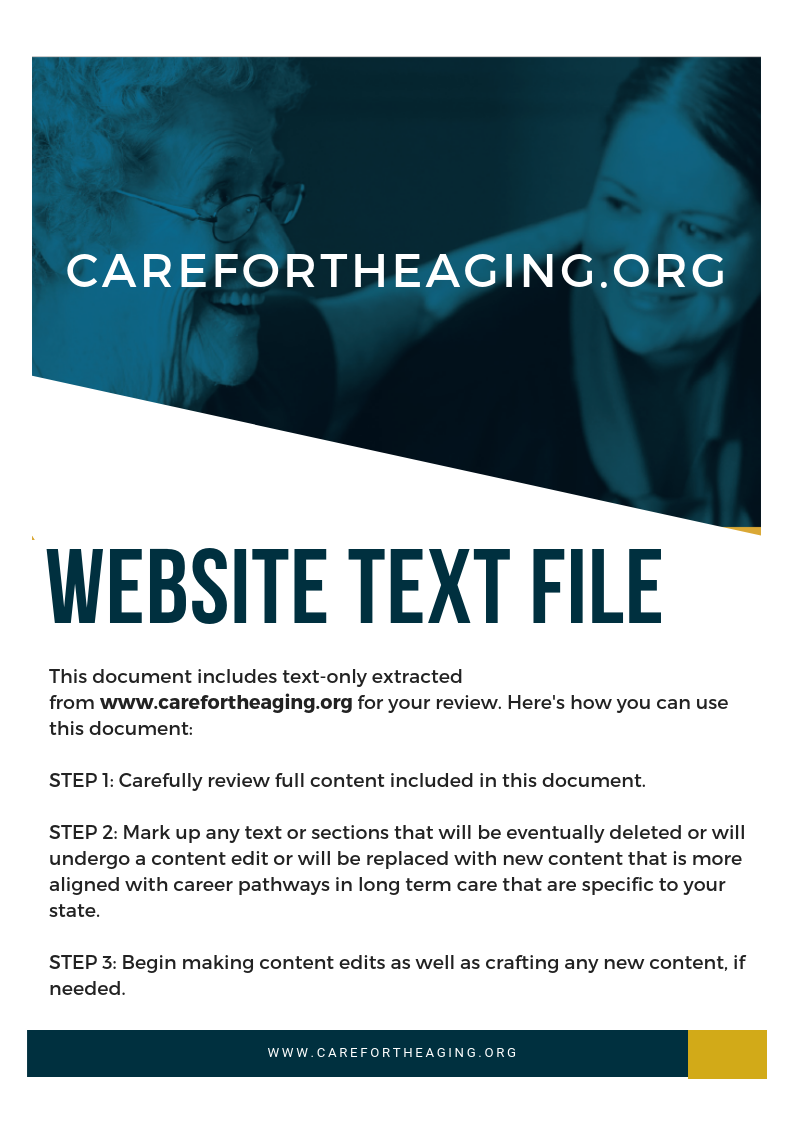 CAREFORTHEAGING.ORG
WEBSITE TEXT FILE
This document includes text-only extracted
from www.carefortheaging.org for your review. Here's how you can use
this document:
STEP 1: Carefully review full content included in this document.
STEP 2: Mark up any text or sections that will be eventually deleted or will
undergo a content edit or will be replaced with new content that is more
aligned with career pathways in long term care that are specific to your
state.
STEP 3: Begin making content edits as well as crafting any new content, if
needed.
WWW.CAREFORTHEAGING.ORG